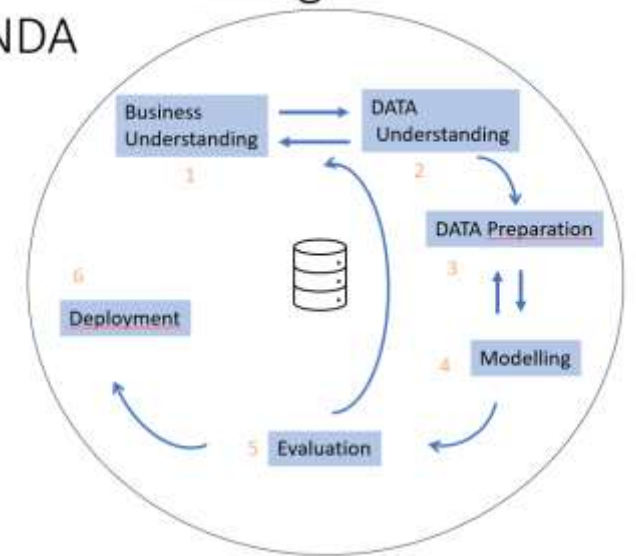 NDA
Business
Understanding
DATA
Understanding
1
2
DATA Preparation
3
6
Deployment
Modelling
4
5
Evaluation